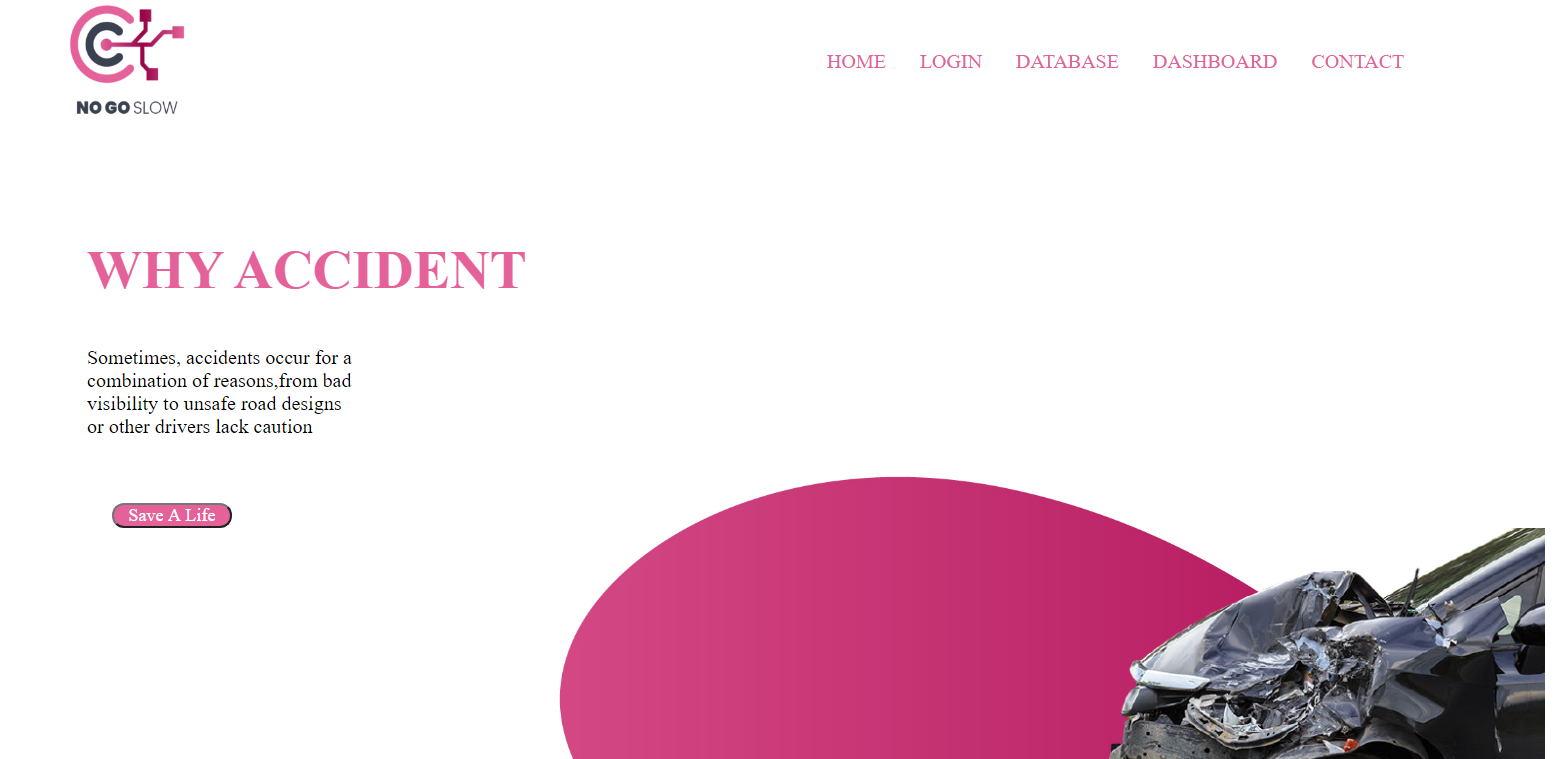 NO GO SLOW
HOME LOGIN DATABASE DASHBOARD CONTACT
WHY ACCIDENT
Sometimes, accidents occur for a
combination of reasons,from bad
visibility to unsafe road designs
or other drivers lack caution
Save A Life